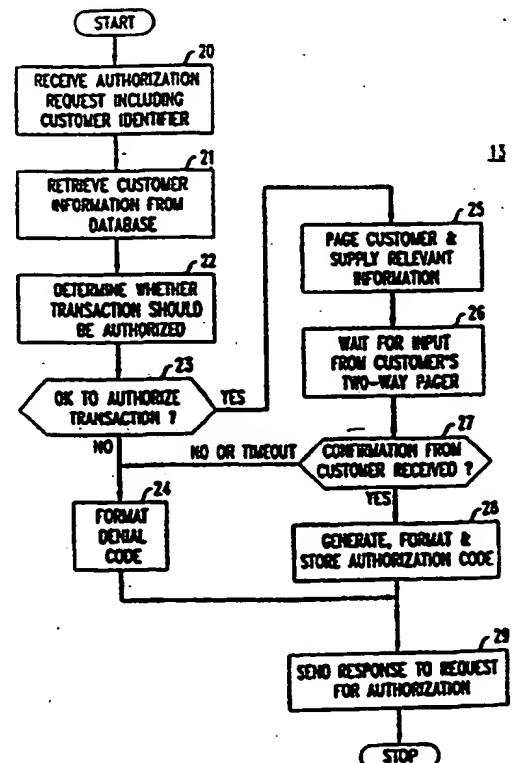 START
20
RECEIVE AUTHORIZATION
REQUEST INCLUDING
CUSTOMER IDENTIFIER
21
RETRIEVE CUSTOMER
INFORMATION FROM
DATABASE
22
DETERMINE WHETHER
TRANSACTION SHOULD
BE AUTHORIZED
23
OK TO AUTHORIZE
TRANSACTION ?
YES
NO
24
FORMAT
DENIAL
CODE
13
25
PAGE CUSTOMER &
SUPPLY RELEVANT
INFORMATION
26
WAIT FOR INPUT
FROM CUSTOMER'S
TWO-WAY PAGER
27
CONFIRMATION FROM
CUSTOMER RECEIVED ?
NO OR TIMEOUT
YES
28
GENERATE, FORMAT &
STORE AUTHORIZATION CODE
29
SEND RESPONSE TO REQUEST
FOR AUTHORIZATION
STOP